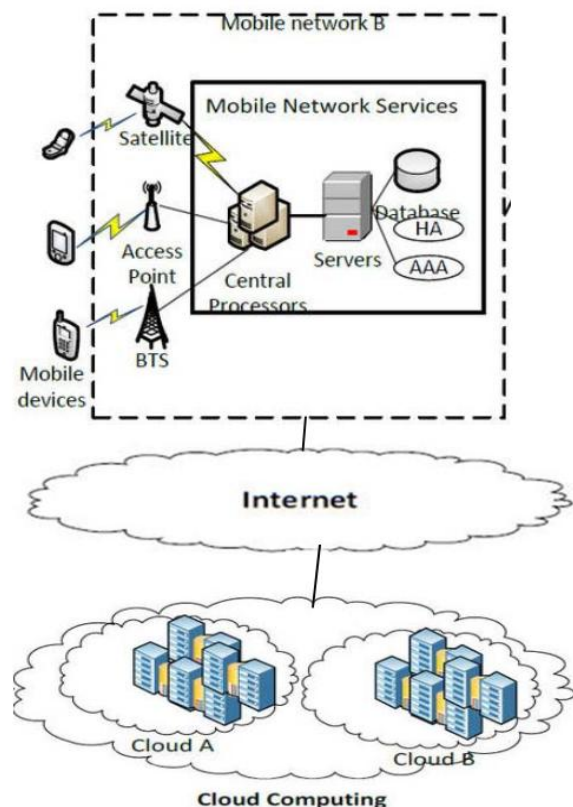 Mobile network B
Mobile Network Services
Satellite
Database
HA
Access
Point
Servers
AAA
Central
Processors
BTS
Mobile
devices
Internet
Cloud A
Cloud B
Cloud Computing